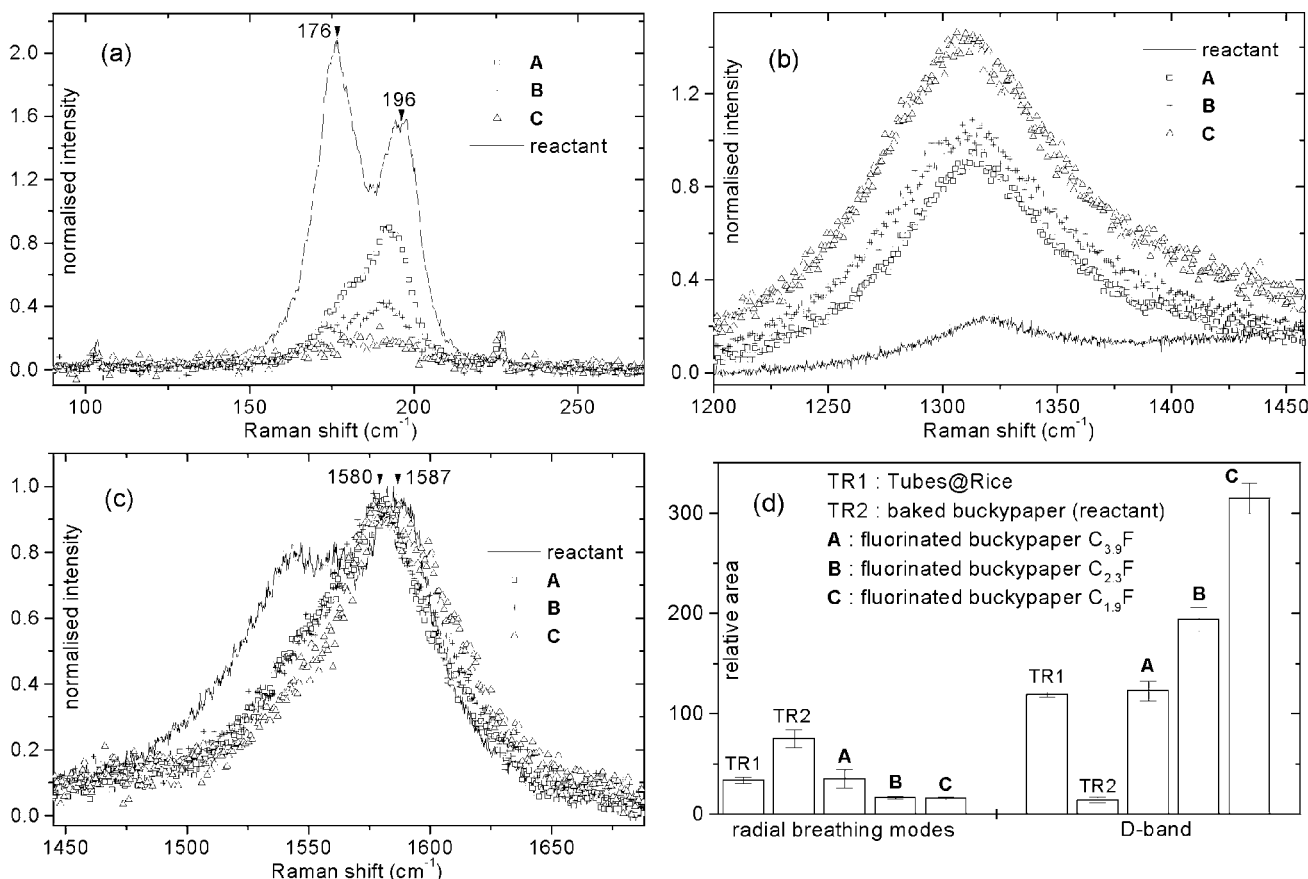 (a)
176
196
A
B
C
reactant
normalised intensity
2.0
1.6
1.2
0.8
0.4
0.0
100
150
200
250
Raman shift (cm-1)
(b)
reactant
A
B
C
normalised intensity
1.2
0.8
0.4
0.0
1200
1250
1300
1350
1400
1450
Raman shift (cm-1)
(c)
1580
1587
reactant
A
B
C
normalised intensity
1.0
0.8
0.6
0.4
0.2
0.0
1450
1500
1550
1600
1650
Raman shift (cm-1)
(d)
TR1 : Tubes@Rice
TR2 : baked buckypaper (reactant)
A : fluorinated buckypaper C3.9F
B : fluorinated buckypaper C2.3F
C : fluorinated buckypaper C1.9F
relative area
300
200
100
0
TR1
TR2
A
B
C
TR1
TR2
A
B
C
radial breathing modes
D-band